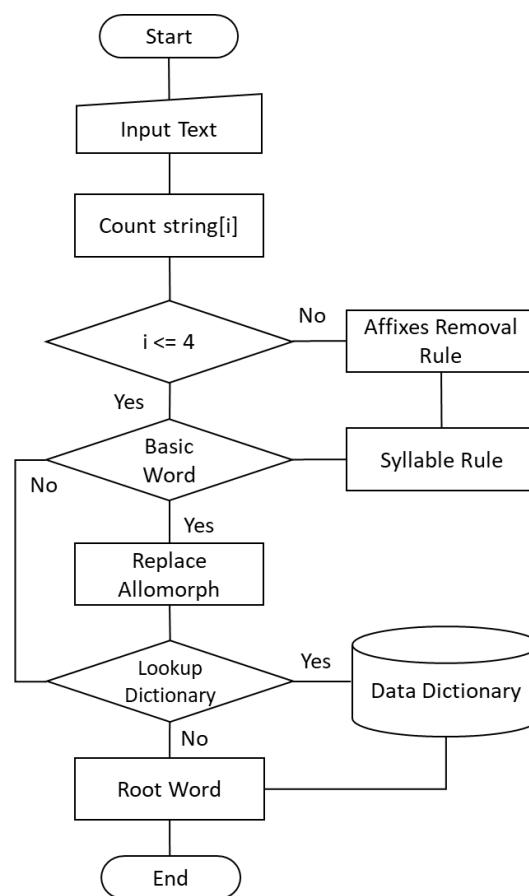 Start
Input Text
Count string[i]
i <= 4
No
Affixes Removal
Rule
Yes
Basic
Word
Syllable Rule
No
Yes
Replace
Allomorph
Lookup
Dictionary
Yes
Data Dictionary
No
Root Word
End